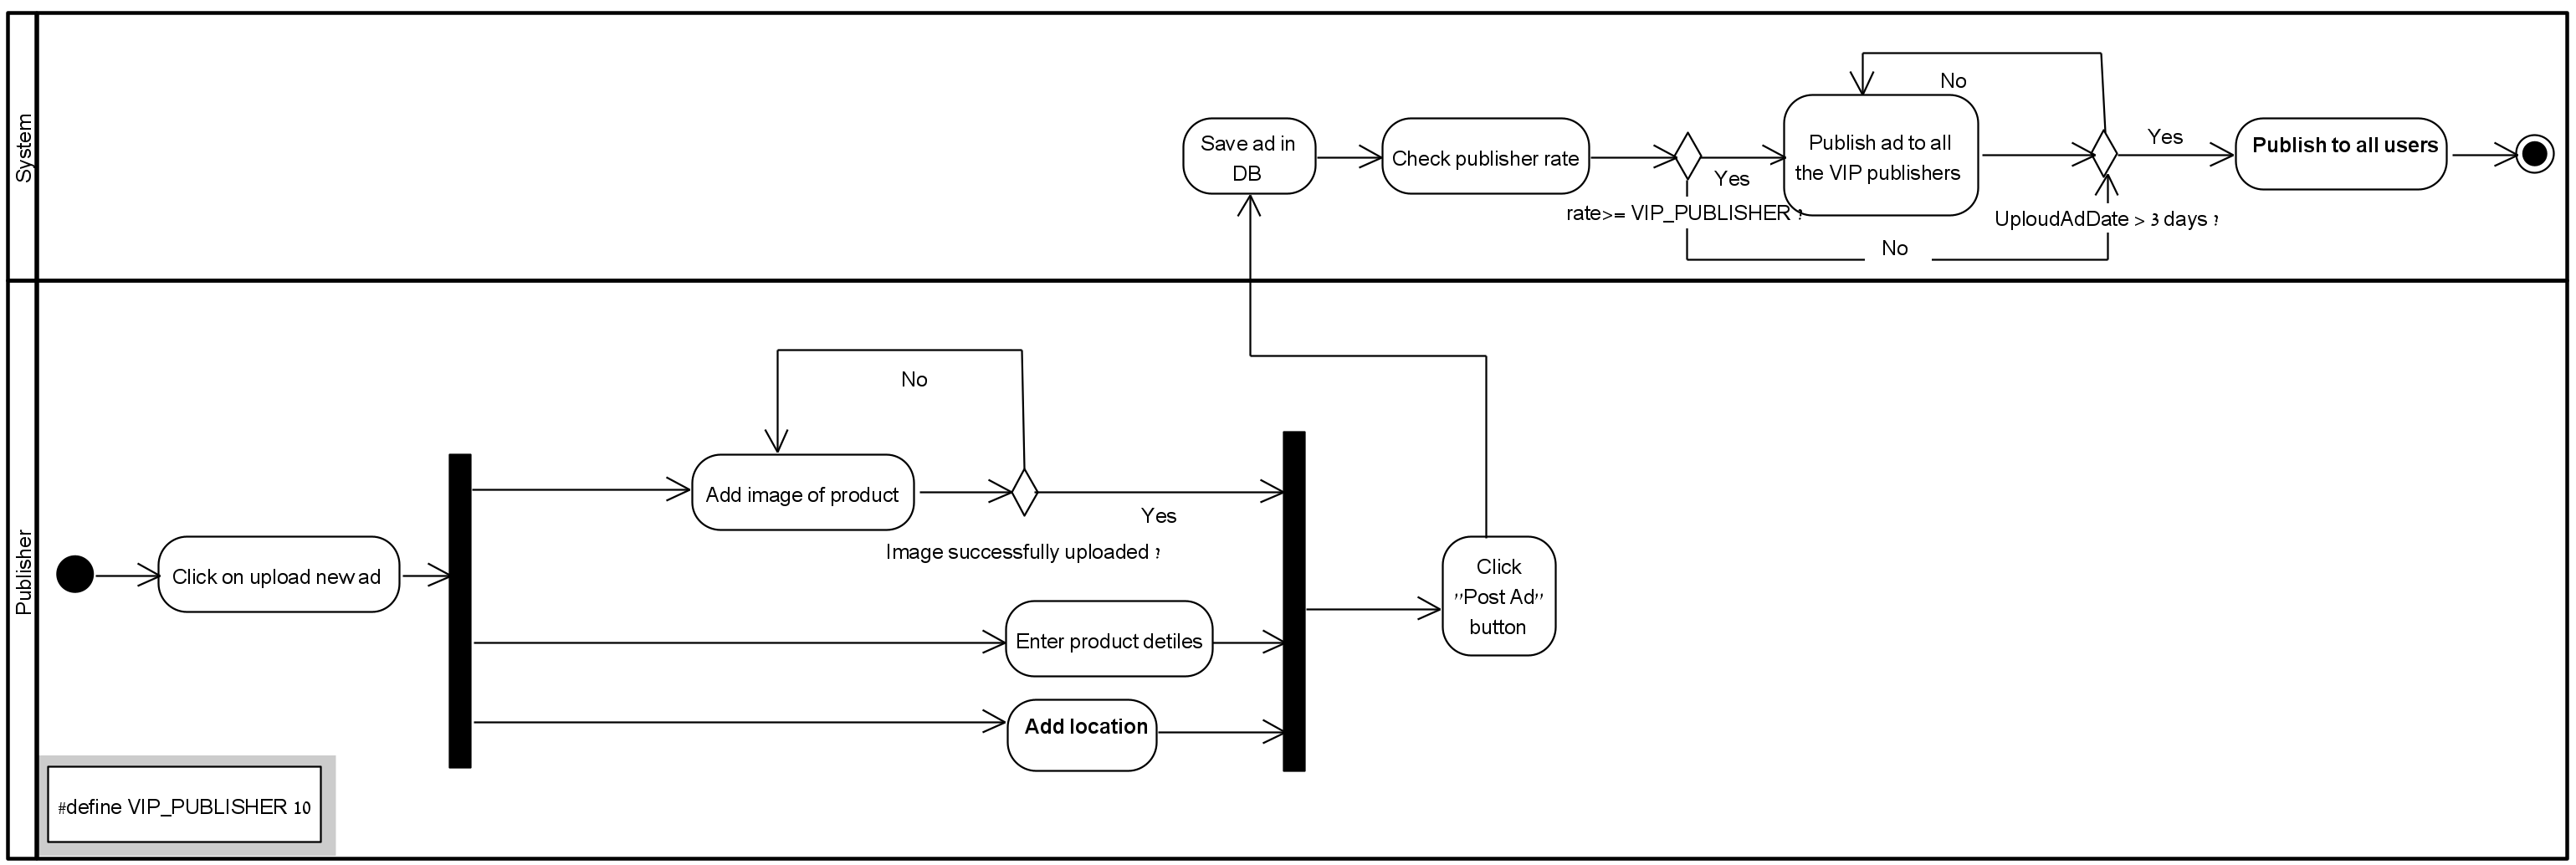 System
No
Save ad in
DB
Check publisher rate
Yes
rate>= VIP_PUBLISHER ?
Publish ad to all
the VIP publishers
No
UploudAdDate > 3 days ?
Yes
Publish to all users
Publisher
Click on upload new ad
No
Add image of product
Yes
Image successfully uploaded ?
Enter product detiles
Add location
Click
"Post Ad"
button
#define VIP_PUBLISHER 10